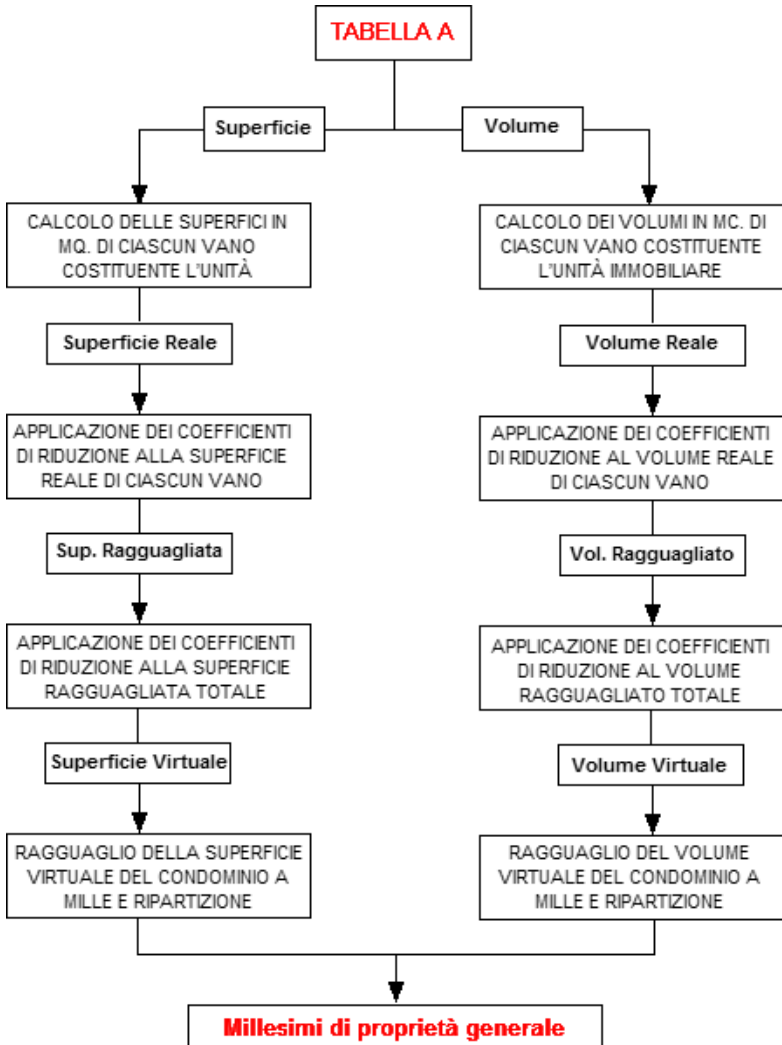 TABELLA A
Superficie
Volume
CALCOLO DELLE SUPERFICI IN
MQ. DI CIASCUN VANO
COSTITUENTE L'UNITÀ
CALCOLO DEI VOLUMI IN MC. DI
CIASCUN VANO COSTITUENTE
L'UNITÀ IMMOBILIARE
Superficie Reale
Volume Reale
APPLICAZIONE DEI COEFFICIENTI
DI RIDUZIONE ALLA SUPERFICIE
REALE DI CIASCUN VANO
APPLICAZIONE DEI COEFFICIENTI
DI RIDUZIONE AL VOLUME REALE
DI CIASCUN VANO
Sup. Ragguagliata
Vol. Ragguagliato
APPLICAZIONE DEI COEFFICIENTI
DI RIDUZIONE ALLA SUPERFICIE
RAGGUAGLIATA TOTALE
APPLICAZIONE DEI COEFFICIENTI
DI RIDUZIONE AL VOLUME
RAGGUAGLIATO TOTALE
Superficie Virtuale
Volume Virtuale
RAGGUAGLIO DELLA SUPERFICIE
VIRTUALE DEL CONDOMINIO A
MILLE E RIPARTIZIONE
RAGGUAGLIO DEL VOLUME
VIRTUALE DEL CONDOMINIO A
MILLE E RIPARTIZIONE
Millesimi di proprietà generale